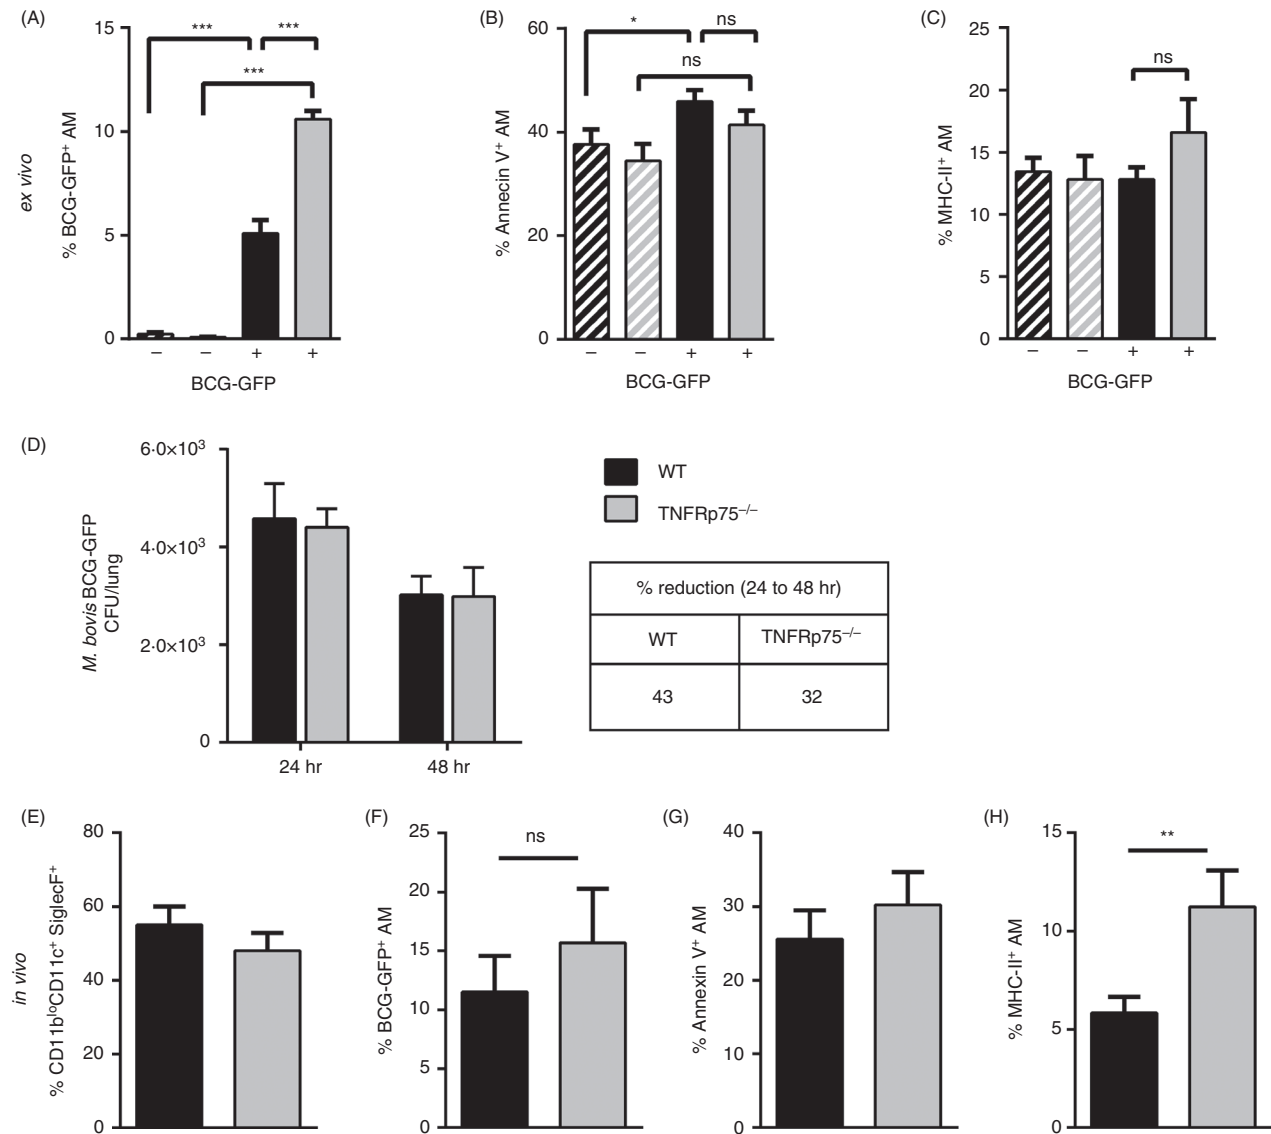 (A)
15
10
5
0
ex vivo
% BCG-GFP⁺ AM
***
***
***
– – + +
BCG-GFP
(B)
60
40
20
0
% Annecin V⁺ AM
*
ns
ns
– – + +
BCG-GFP
(C)
25
20
15
10
5
0
% MHC-II⁺ AM
ns
– – + +
BCG-GFP
(D)
6·0×10³
4·0×10³
2·0×10³
0
M. bovis BCG-GFP
CFU/lung
24 hr 48 hr
WT
TNFRp75⁻/⁻
% reduction (24 to 48 hr)
WT TNFRp75⁻/⁻
43 32
(E)
80
60
40
20
0
in vivo
% CD11bˡᵒCD11c⁺ SiglecF⁺
(F)
25
20
15
10
5
0
% BCG-GFP⁺ AM
ns
(G)
40
30
20
10
0
% Annexin V⁺ AM
(H)
15
10
5
0
% MHC-II⁺ AM
**